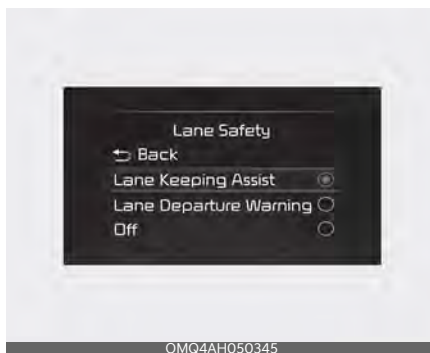 Lane Safety
Back
Lane Keeping Assist
Lane Departure Warning
Off
OMQ4AH050345